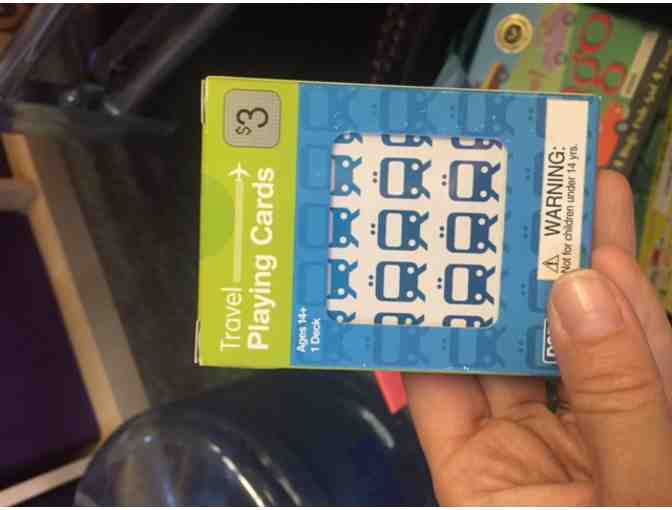 $3
Travel
Playing Cards
Ages 14+
1 Deck
WARNING:
Not for children under 14 yrs.